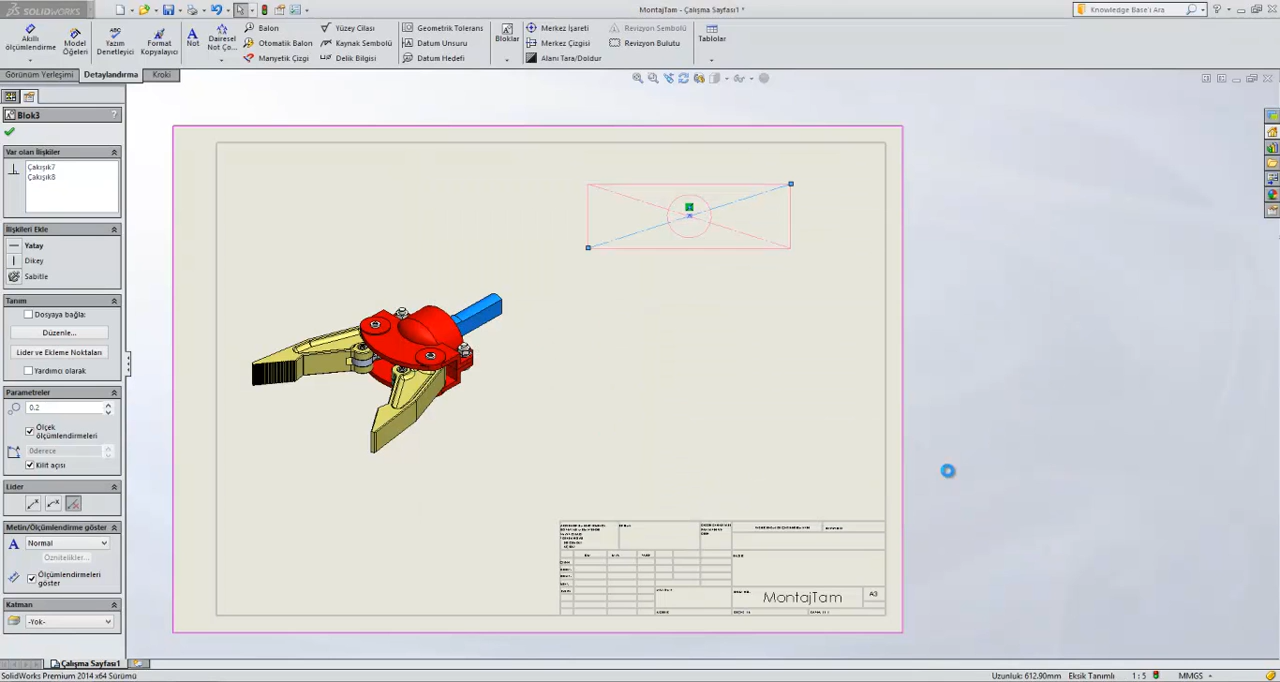 SOLIDWORKS
MontajTam - Çalışma Sayfası1 *
Knowledge Base'i Ara
Akıllı ölçümlendirme
Model Öğeleri
Yazım Denetleyici
Format Kopyalayıcı
Not
Dairesel Not Ço...
Balon
Otomatik Balon
Manyetik Çizgi
Yüzey Cilası
Kaynak Sembolü
Delik Bilgisi
Geometrik Tolerans
Datum Unsuru
Datum Hedefi
Bloklar
Merkez İşareti
Merkez Çizgisi
Alanı Tara/Doldur
Revizyon Sembolü
Revizyon Bulutu
Tablolar
Görünüm Yerleşimi
Detaylandırma
Kroki
Blok3
?
Var olan İlişkiler
Çakışık7
Çakışık8
İlişkileri Ekle
Yatay
Dikey
Sabitle
Tanım
Dosyaya bağla:
Düzenle...
Lider ve Ekleme Noktaları
Yardımcı olarak
Parametreler
0.2
Ölçek
ölçümlendirmeleri
0derece
Kilit açısı
Lider
Metin/Ölçümlendirme göster
Normal
Öznitelikler...
Ölçümlendirmeleri
göster
Katman
-Yok-
MontajTam
A3
Çalışma Sayfası1
SolidWorks Premium 2014 x64 Sürümü
Uzunluk: 612.90mm
Eksik Tanımlı
1 : 5
MMGS